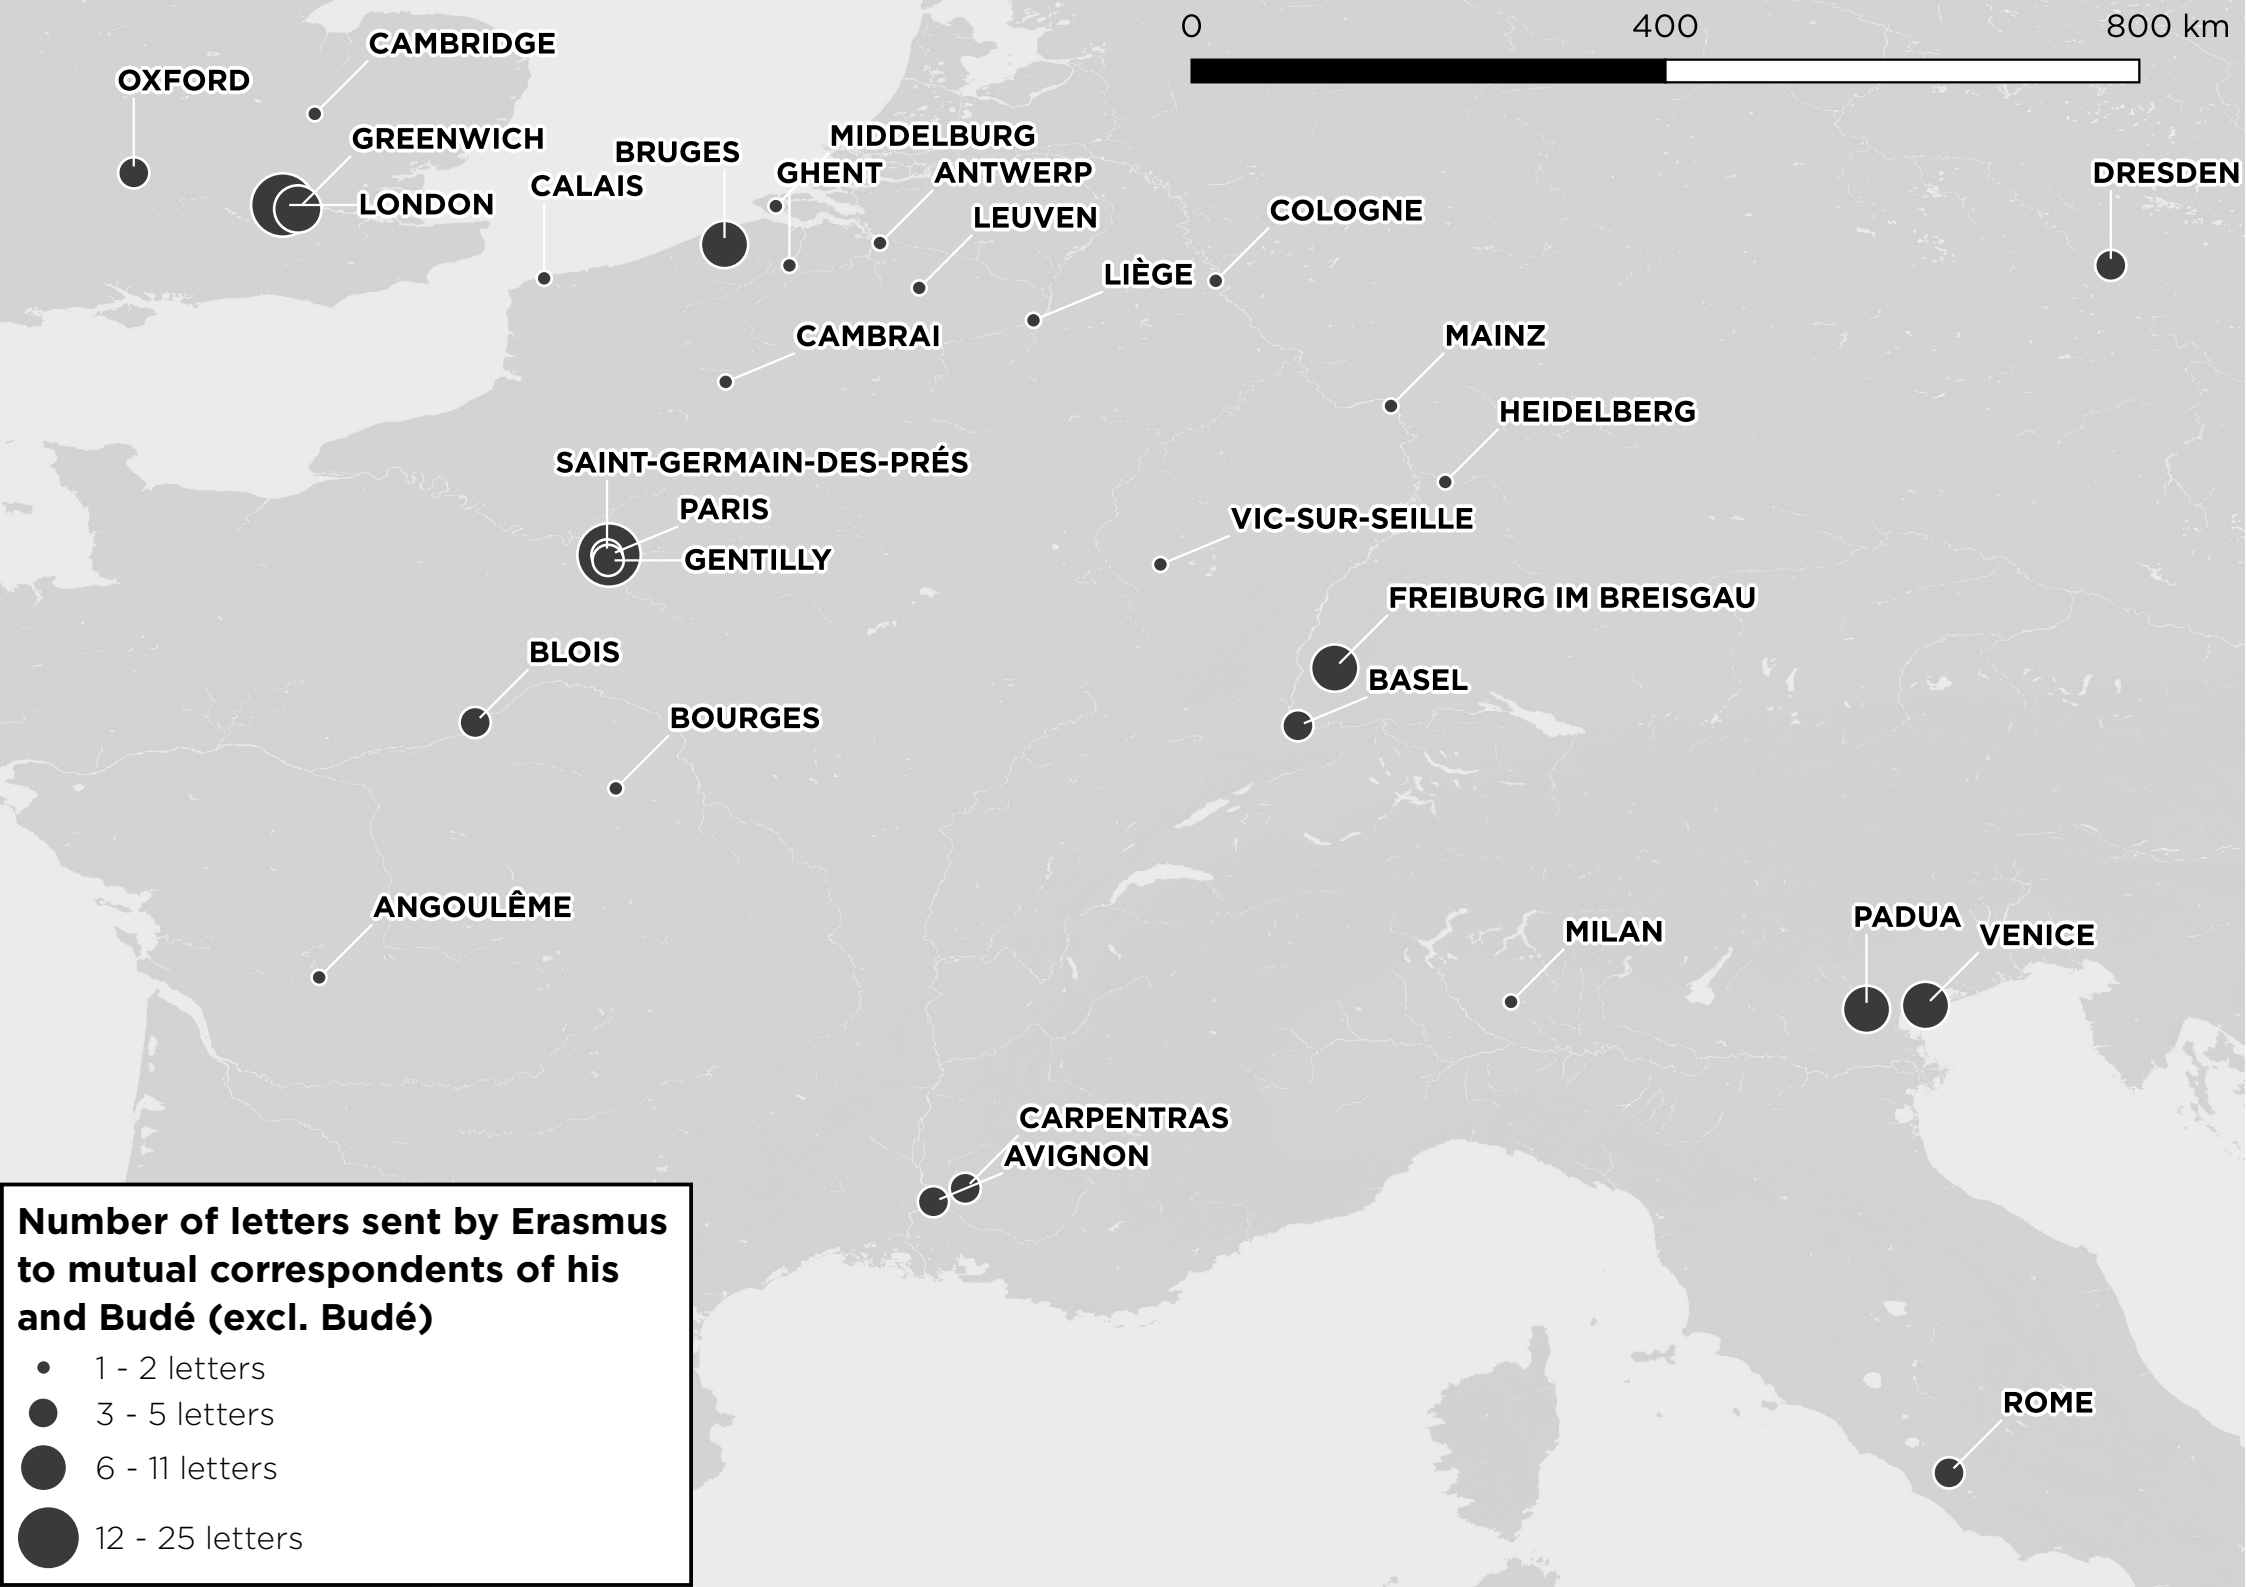 0 400 800 km
CAMBRIDGE
OXFORD
GREENWICH
MIDDELBURG
BRUGES
GHENT
ANTWERP
DRESDEN
CALAIS
LONDON
LEUVEN
COLOGNE
LIÈGE
CAMBRAI
MAINZ
HEIDELBERG
SAINT-GERMAIN-DES-PRÉS
PARIS
VIC-SUR-SEILLE
GENTILLY
FREIBURG IM BREISGAU
BLOIS
BASEL
BOURGES
ANGOULÊME
PADUA
MILAN
VENICE
CARPENTRAS
AVIGNON
Number of letters sent by Erasmus
to mutual correspondents of his
and Budé (excl. Budé)
1 - 2 letters
3 - 5 letters
6 - 11 letters
12 - 25 letters
ROME